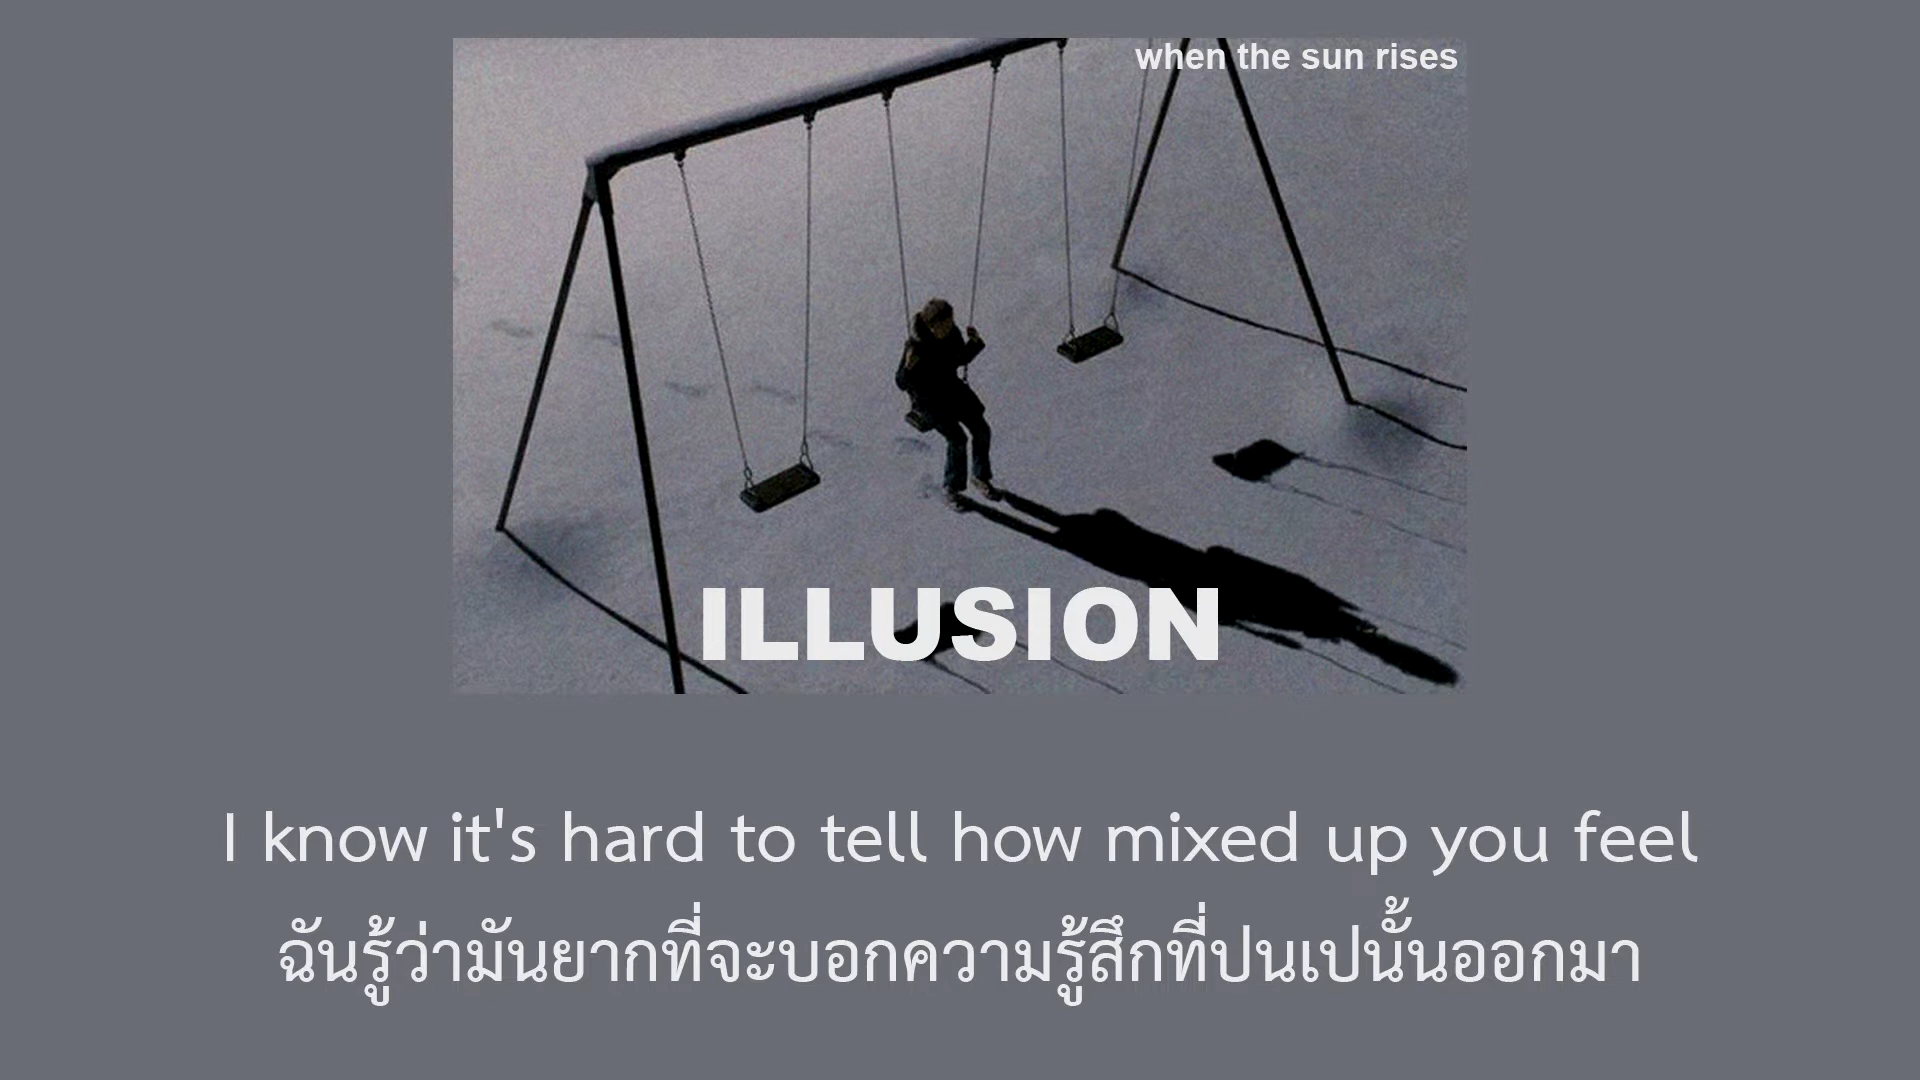 when the sun rises
ILLUSION
I know it's hard to tell how mixed up you feel
ฉันรู้ว่ามันยากที่จะบอกความรู้สึกที่ปนเปนั้นออกมา